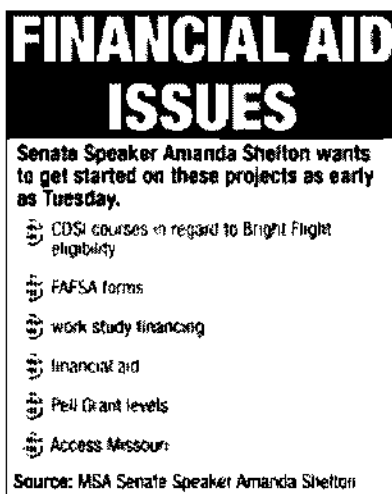 FINANCIAL AID
ISSUES
Senate Speaker Amanda Shelton wants
to get started on these projects as early
as Tuesday.
CDSI courses in regard to Bright Flight
eligibility
FAFSA forms
work study financing
financial aid
Pell Grant levels
Access Missouri
Source: MSA Senate Speaker Amanda Shelton